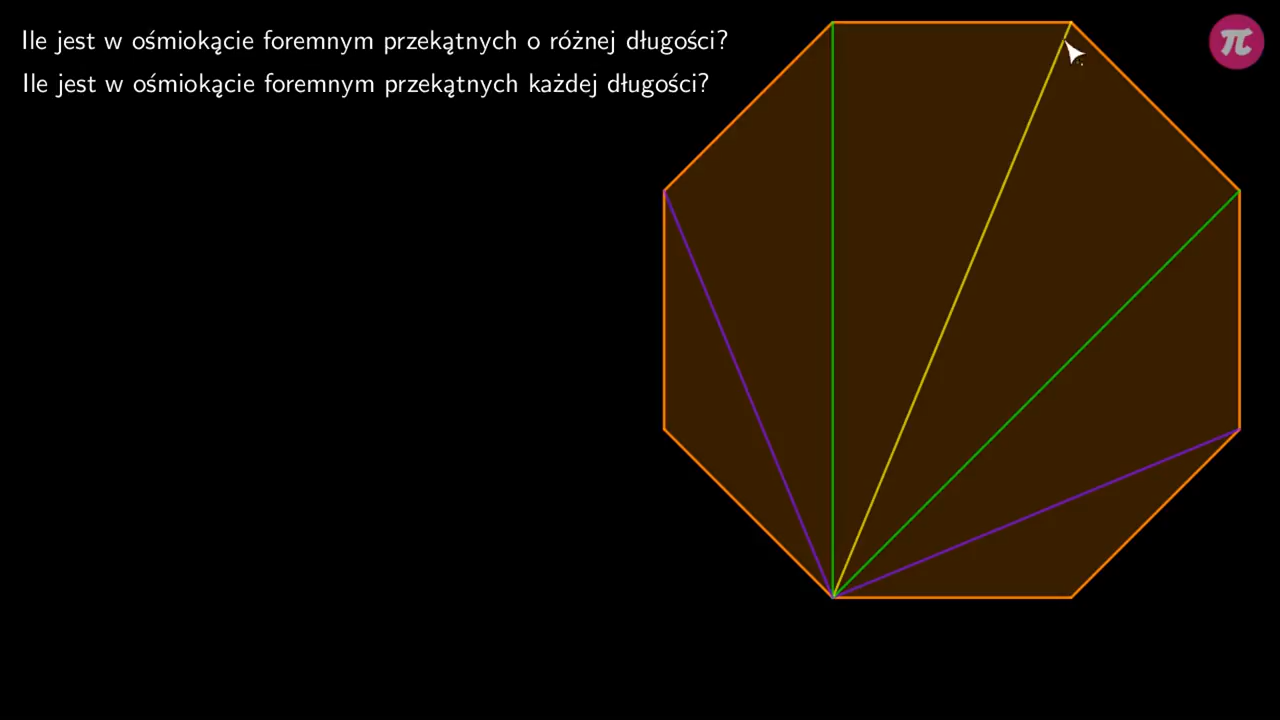 Ile jest w ośmiokącie foremnym przekątnych o różnej długości?
Ile jest w ośmiokącie foremnym przekątnych każdej długości?
π